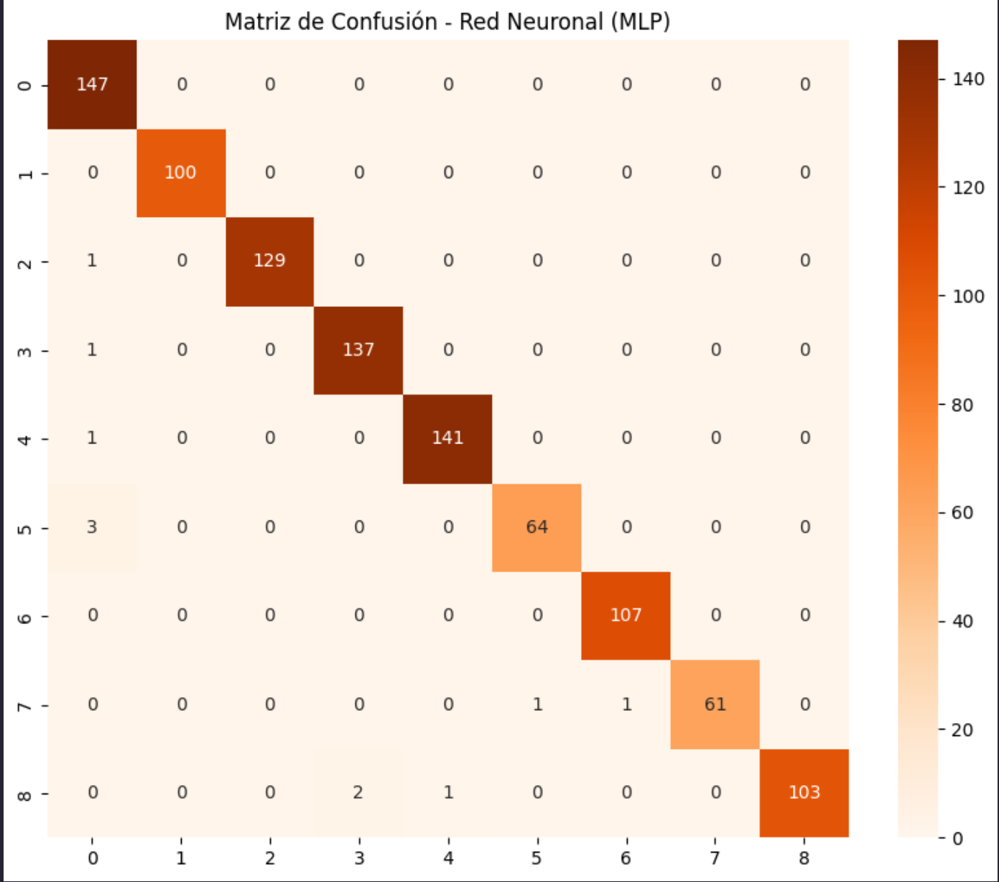 Matriz de Confusión - Red Neuronal (MLP)
0 147 0 0 0 0 0 0 0 0
1 0 100 0 0 0 0 0 0 0
2 1 0 129 0 0 0 0 0 0
3 1 0 0 137 0 0 0 0 0
4 1 0 0 0 141 0 0 0 0
5 3 0 0 0 0 64 0 0 0
6 0 0 0 0 0 0 107 0 0
7 0 0 0 0 0 1 1 61 0
8 0 0 0 2 1 0 0 0 103
0 1 2 3 4 5 6 7 8
140
120
100
80
60
40
20
0